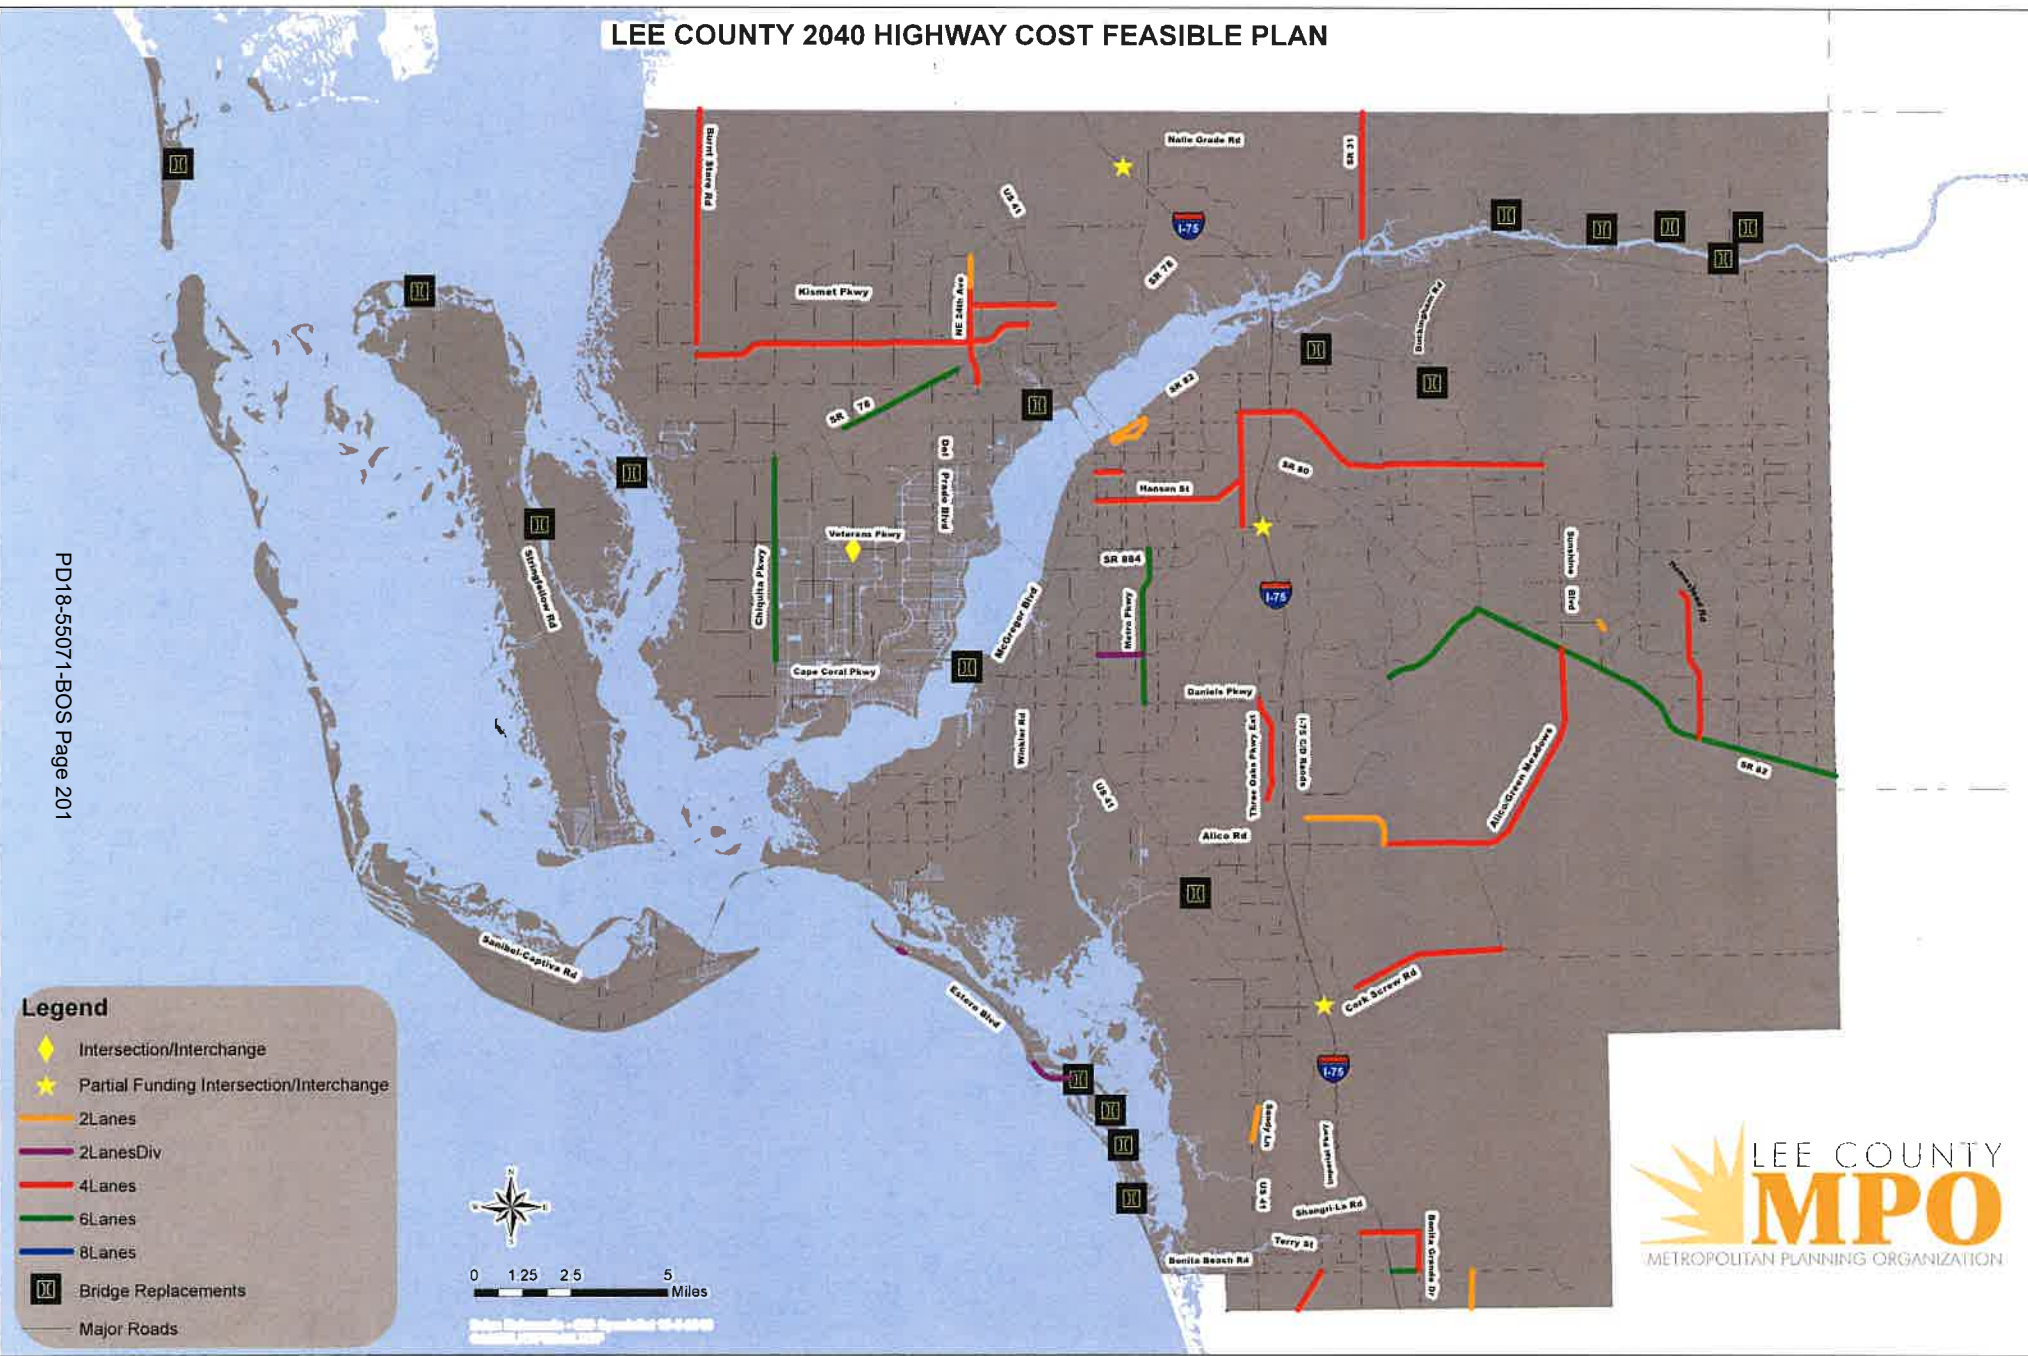 LEE COUNTY 2040 HIGHWAY COST FEASIBLE PLAN
Burnt Store Rd
Nalle Grade Rd
SR 31
US 41
I-75
SR 78
Kismet Pkwy
NE 24th Ave
Buckingham Rd
SR 82
SR 78
Del Prado Blvd
SR 80
Hanson St
Veterans Pkwy
Chiquita Pkwy
Stringfellow Rd
SR 884
Metro Pkwy
McGregor Blvd
I-75
Sunshine Blvd
Homestead Rd
Cape Coral Pkwy
Daniels Pkwy
Winkler Rd
Three Oaks Pkwy Ext
I-75 C/D Roads
US 41
Alico/Green Meadows
SR 82
Alico Rd
Sanibel-Captiva Rd
Estero Blvd
Cork Screw Rd
I-75
Sandy Ln
Imperial Pkwy
US 41
Shangri-La Rd
Terry St
Bonita Beach Rd
Bonita Grande Dr
PD18-55071-BOS Page 201
Legend
Intersection/Interchange
Partial Funding Intersection/Interchange
2Lanes
2LanesDiv
4Lanes
6Lanes
8Lanes
Bridge Replacements
Major Roads
N
W
E
S
0 1.25 2.5 5
Miles
LEE COUNTY
MPO
METROPOLITAN PLANNING ORGANIZATION